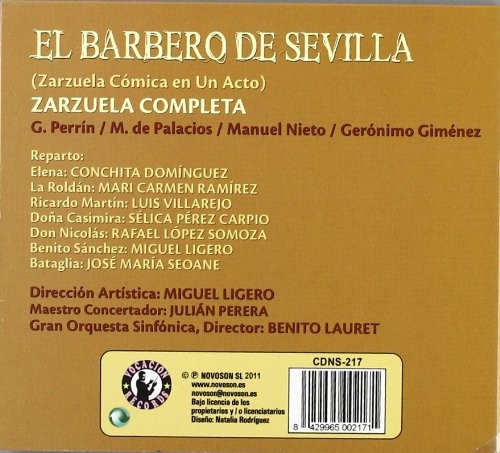 EL BARBERO DE SEVILLA
(Zarzuela Cómica en Un Acto)
ZARZUELA COMPLETA
G. Perrín / M. de Palacios / Manuel Nieto / Gerónimo Giménez
Reparto:
Elena: CONCHITA DOMÍNGUEZ
La Roldán: MARI CARMEN RAMÍREZ
Ricardo Martín: LUIS VILLAREJO
Doña Casimira: SÉLICA PÉREZ CARPIO
Don Nicolás: RAFAEL LÓPEZ SOMOZA
Benito Sánchez: MIGUEL LIGERO
Bataglia: JOSÉ MARÍA SEOANE
Dirección Artística: MIGUEL LIGERO
Maestro Concertador: JULIÁN PERERA
Gran Orquesta Sinfónica, Director: BENITO LAURET
VOCACION
RECORDS
© ℗ NOVOSON SL 2011
www.novoson.es
novoson@novoson.es
Bajo licencia de los
propietarios y / o licenciatarios
Diseño: Natalia Rodríguez
CDNS-217
8 429965 002171